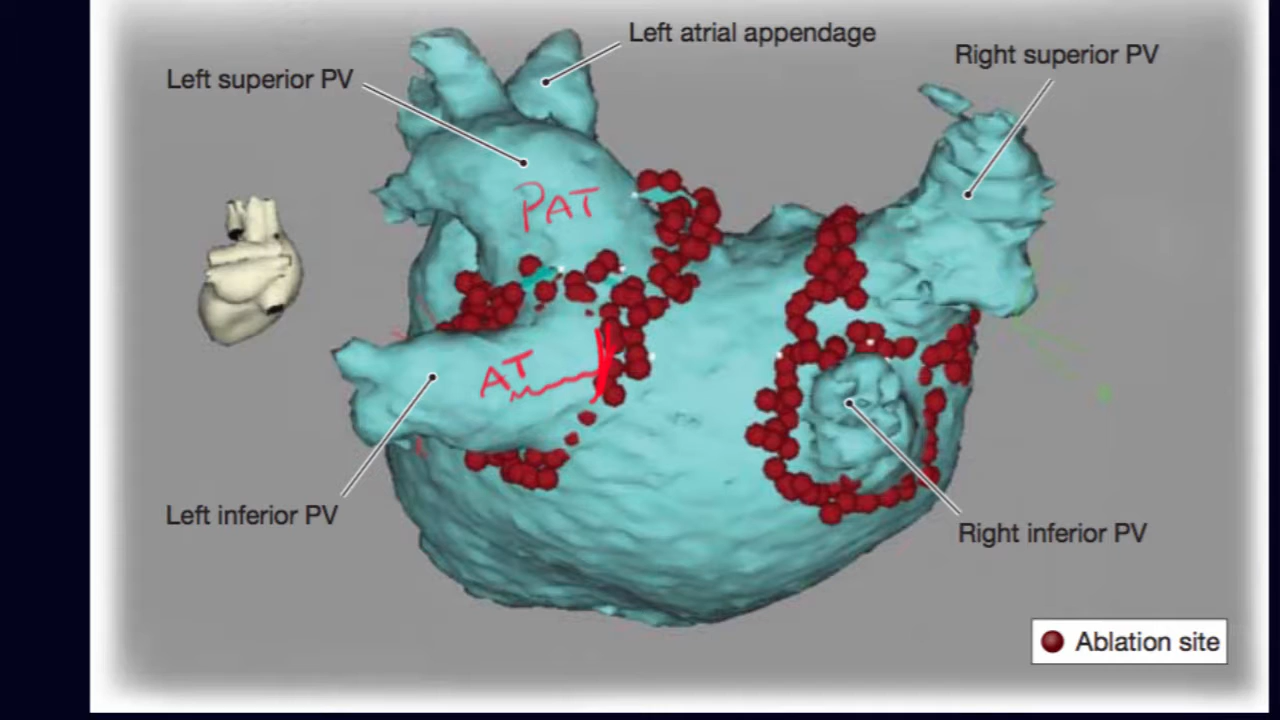 Left atrial appendage
Right superior PV
Left superior PV
PAT
AT
Left inferior PV
Right inferior PV
Ablation site